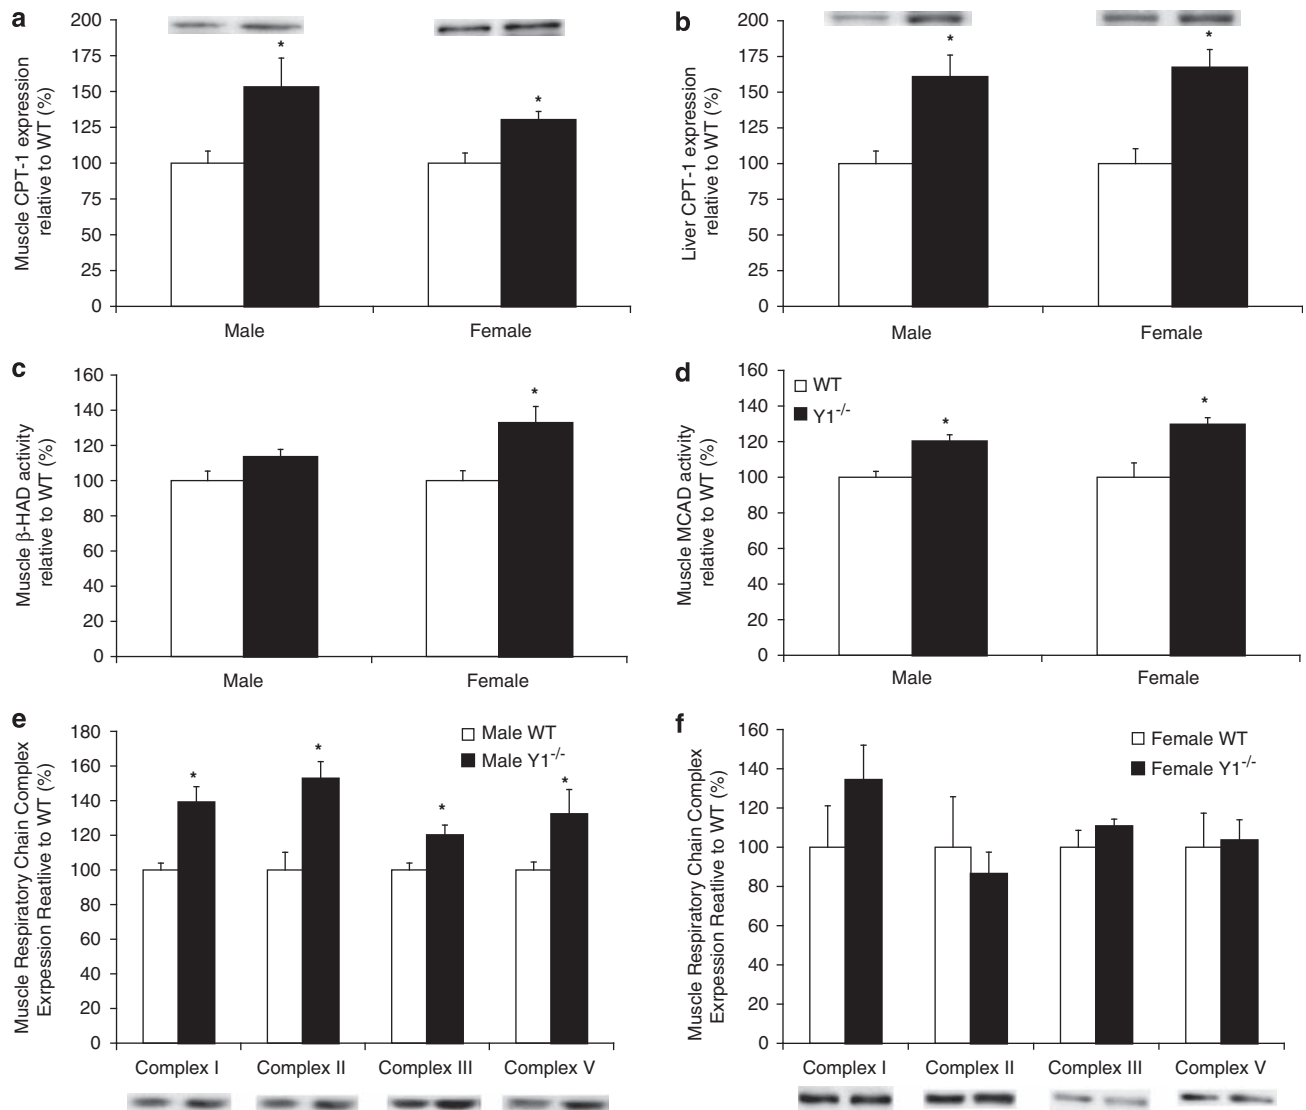 a
Muscle CPT-1 expression
relative to WT (%)
200
175
150
125
100
75
50
25
0
*
*
Male
Female
b
Liver CPT-1 expression
relative to WT (%)
200
175
150
125
100
75
50
25
0
*
*
Male
Female
c
Muscle β-HAD activity
relative to WT (%)
160
140
120
100
80
60
40
20
0
*
Male
Female
d
Muscle MCAD activity
relative to WT (%)
160
140
120
100
80
60
40
20
0
WT
Y1-/-
*
*
Male
Female
e
Muscle Respiratory Chain Complex
Exrpession Reatlive to WT (%)
180
160
140
120
100
80
60
40
20
0
Male WT
Male Y1-/-
*
*
*
*
Complex I
Complex II
Complex III
Complex V
f
Muscle Respiratory Chain Complex
Exrpession Reatlive to WT (%)
160
140
120
100
80
60
40
20
0
Female WT
Female Y1-/-
Complex I
Complex II
Complex III
Complex V